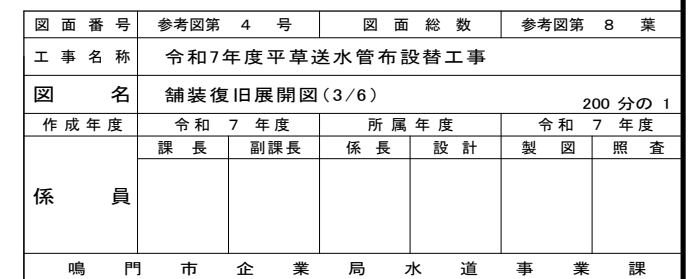 図面番号 参考図第 4 号 図面総数 参考図第 8 葉
工事名称 令和7年度平草送水管布設替工事
図名 舗装復旧展開図(3/6) 200 分の 1
作成年度 令和 7 年度 所属年度 令和 7 年度
係員 課長 副課長 係長 設計 製図 照査
鳴門市企業局水道事業課